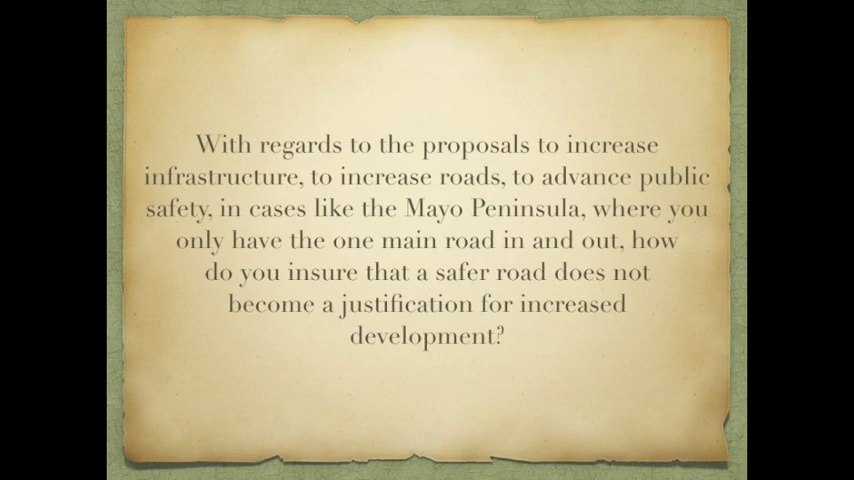 With regards to the proposals to increase
infrastructure, to increase roads, to advance public
safety, in cases like the Mayo Peninsula, where you
only have the one main road in and out, how
do you insure that a safer road does not
become a justification for increased
development?